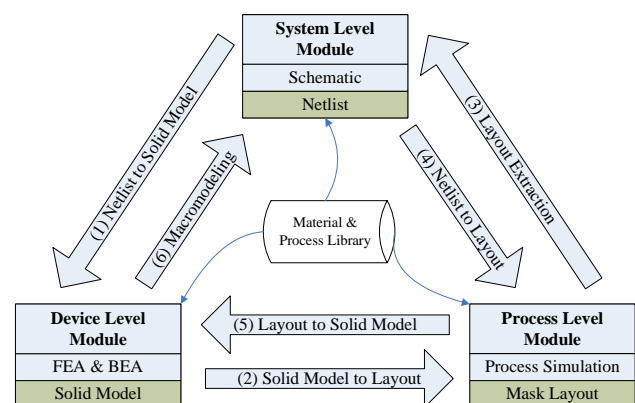 System Level
Module
Schematic
Netlist
(1) Netlist to Solid Model
(6) Macromodeling
(4) Netlist to Layout
(3) Layout Extraction
Material &
Process Library
Device Level
Module
FEA & BEA
Solid Model
(5) Layout to Solid Model
(2) Solid Model to Layout
Process Level
Module
Process Simulation
Mask Layout